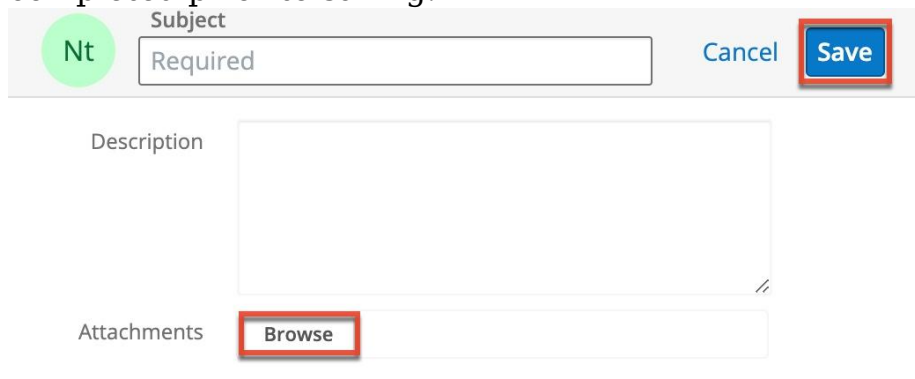 Subject
Nt
Required
Cancel
Save
Description
Attachments
Browse